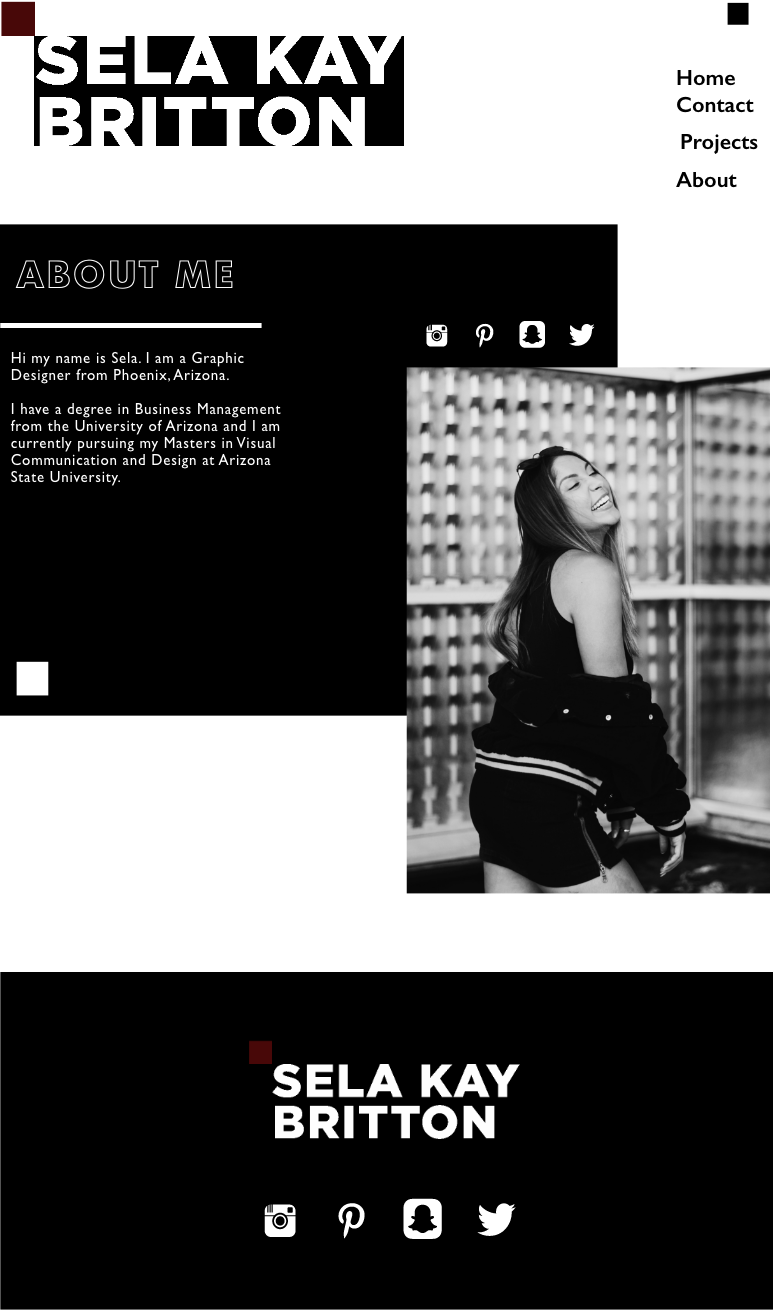 SELA KAY
BRITTON
Home
Contact
Projects
About
ABOUT ME
Hi my name is Sela. I am a Graphic
Designer from Phoenix, Arizona.
I have a degree in Business Management
from the University of Arizona and I am
currently pursuing my Masters in Visual
Communication and Design at Arizona
State University.
SELA KAY
BRITTON